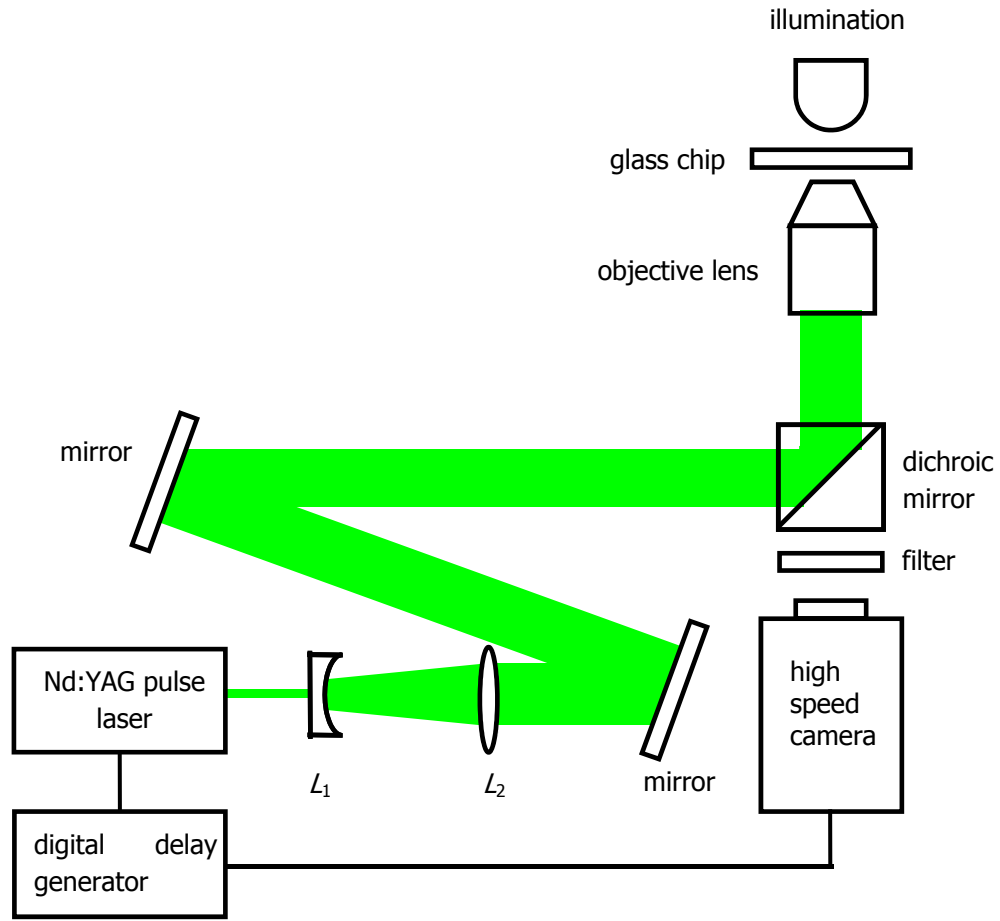 illumination
glass chip
objective lens
mirror
dichroic
mirror
filter
Nd:YAG pulse
laser
high
speed
camera
L1
L2
mirror
digital delay
generator